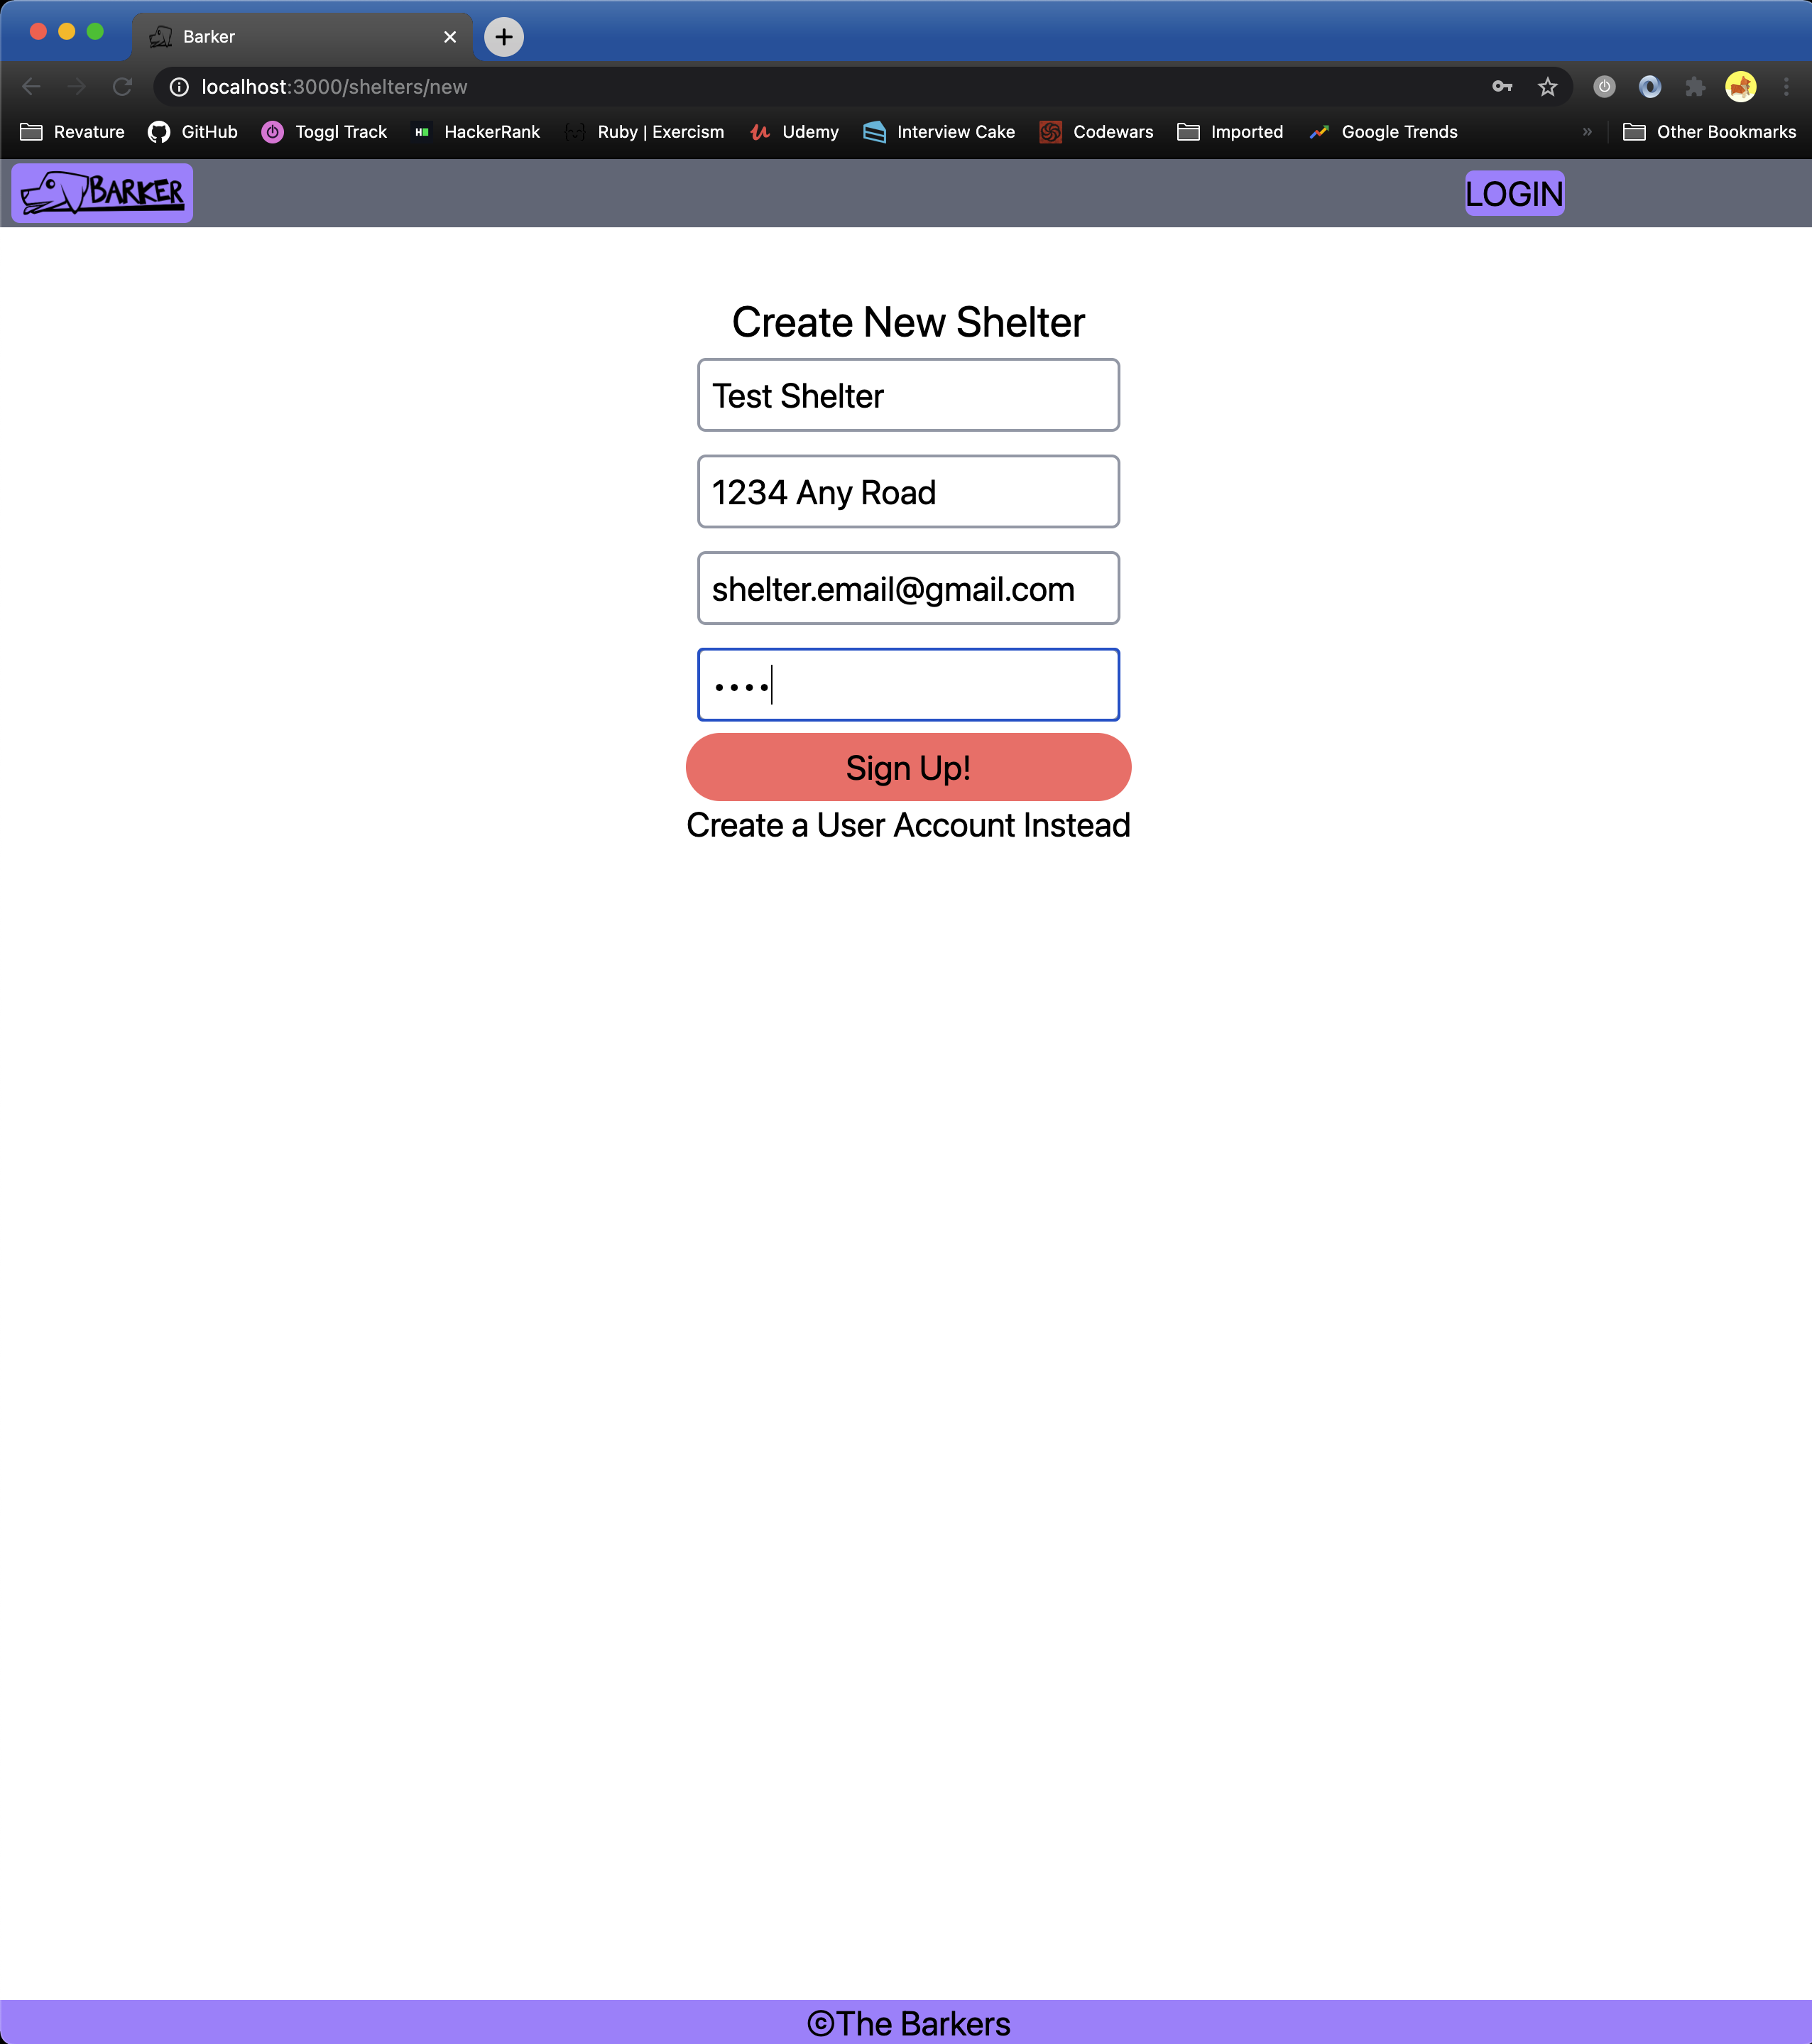 Barker
localhost:3000/shelters/new
Revature GitHub Toggl Track HackerRank Ruby | Exercism Udemy Interview Cake Codewars Imported Google Trends » Other Bookmarks
BARKER LOGIN
Create New Shelter
Test Shelter
1234 Any Road
shelter.email@gmail.com
••••
Sign Up!
Create a User Account Instead
©The Barkers